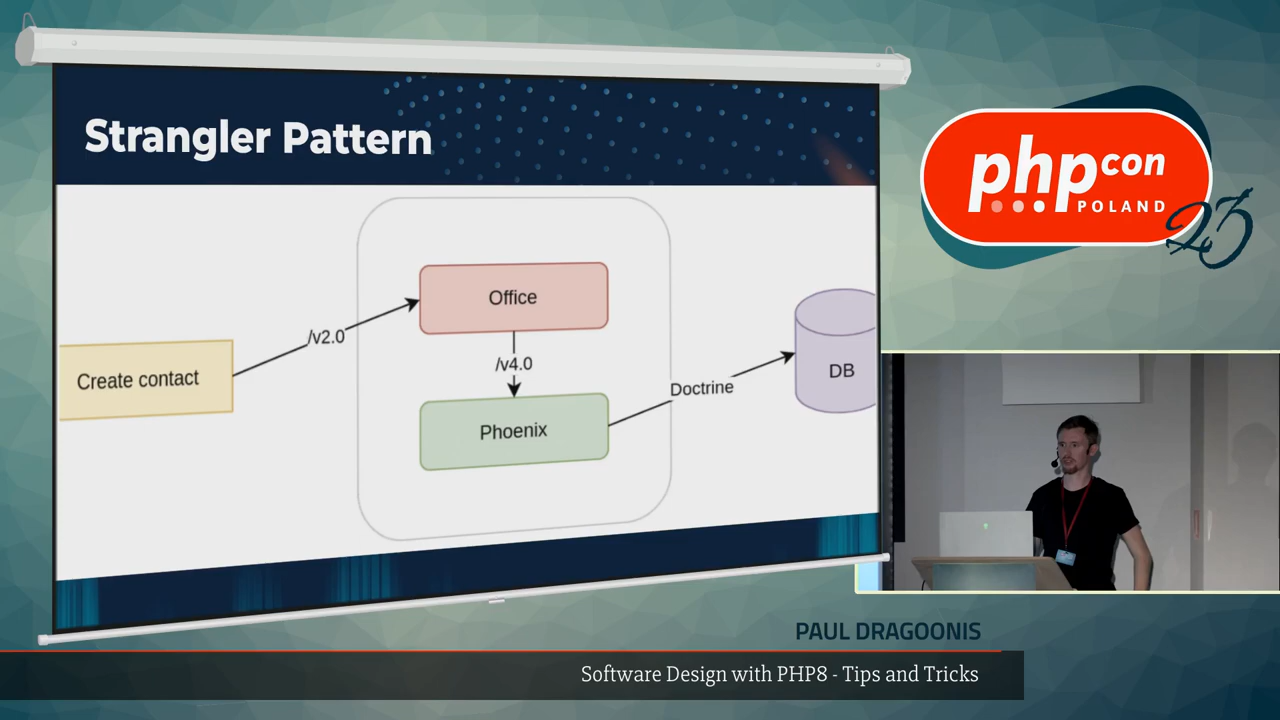 Strangler Pattern
Office
/v2.0
/v4.0
Create contact
Phoenix
Doctrine
DB
phpcon
POLAND
23
PAUL DRAGOONIS
Software Design with PHP8 - Tips and Tricks